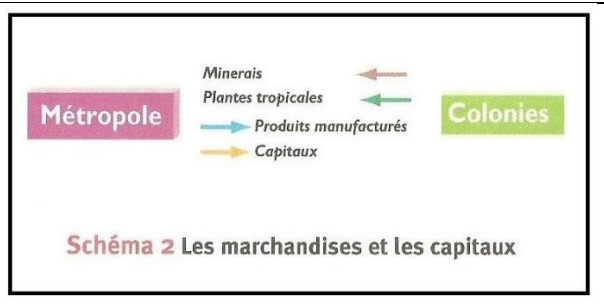 Minerais
Plantes tropicales
Métropole
Colonies
Produits manufacturés
Capitaux
Schéma 2 Les marchandises et les capitaux